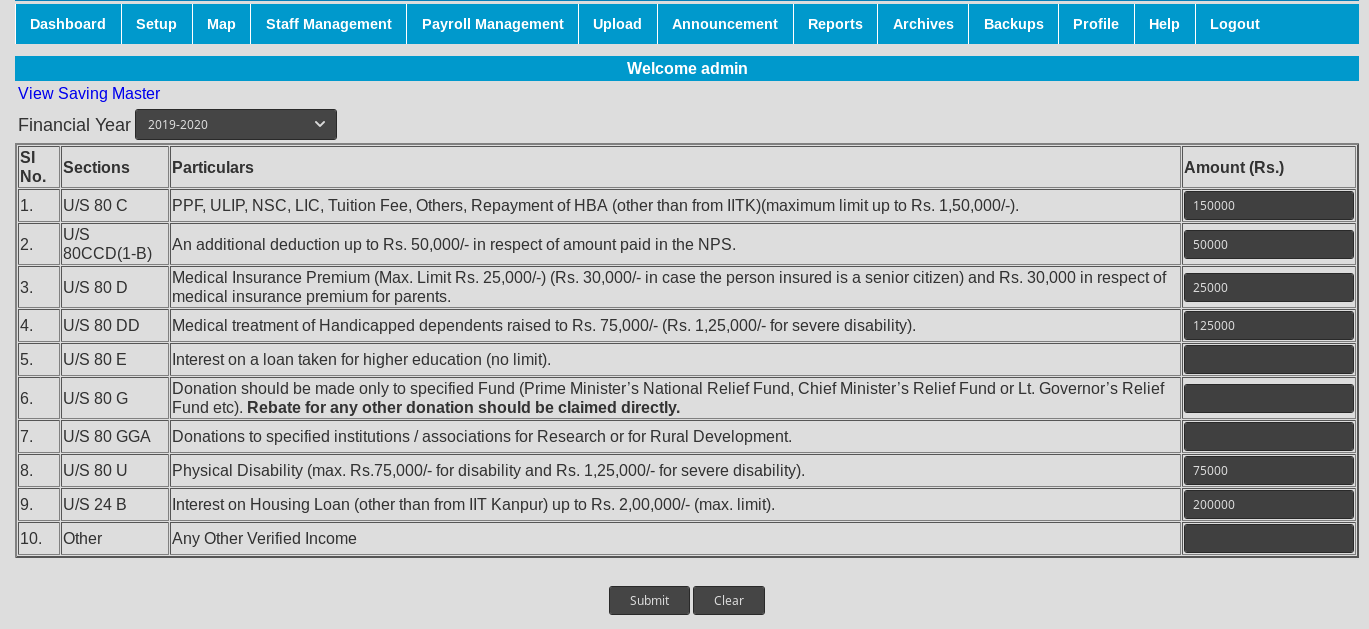 Dashboard Setup Map Staff Management Payroll Management Upload Announcement Reports Archives Backups Profile Help Logout
Welcome admin
View Saving Master
Financial Year 2019-2020
Sl No. Sections Particulars Amount (Rs.)
1. U/S 80 C PPF, ULIP, NSC, LIC, Tuition Fee, Others, Repayment of HBA (other than from IITK)(maximum limit up to Rs. 1,50,000/-). 150000
2. U/S 80CCD(1-B) An additional deduction up to Rs. 50,000/- in respect of amount paid in the NPS. 50000
3. U/S 80 D Medical Insurance Premium (Max. Limit Rs. 25,000/-) (Rs. 30,000/- in case the person insured is a senior citizen) and Rs. 30,000 in respect of
medical insurance premium for parents. 25000
4. U/S 80 DD Medical treatment of Handicapped dependents raised to Rs. 75,000/- (Rs. 1,25,000/- for severe disability). 125000
5. U/S 80 E Interest on a loan taken for higher education (no limit).
6. U/S 80 G Donation should be made only to specified Fund (Prime Minister’s National Relief Fund, Chief Minister’s Relief Fund or Lt. Governor’s Relief
Fund etc). Rebate for any other donation should be claimed directly.
7. U/S 80 GGA Donations to specified institutions / associations for Research or for Rural Development.
8. U/S 80 U Physical Disability (max. Rs.75,000/- for disability and Rs. 1,25,000/- for severe disability). 75000
9. U/S 24 B Interest on Housing Loan (other than from IIT Kanpur) up to Rs. 2,00,000/- (max. limit). 200000
10. Other Any Other Verified Income
Submit Clear